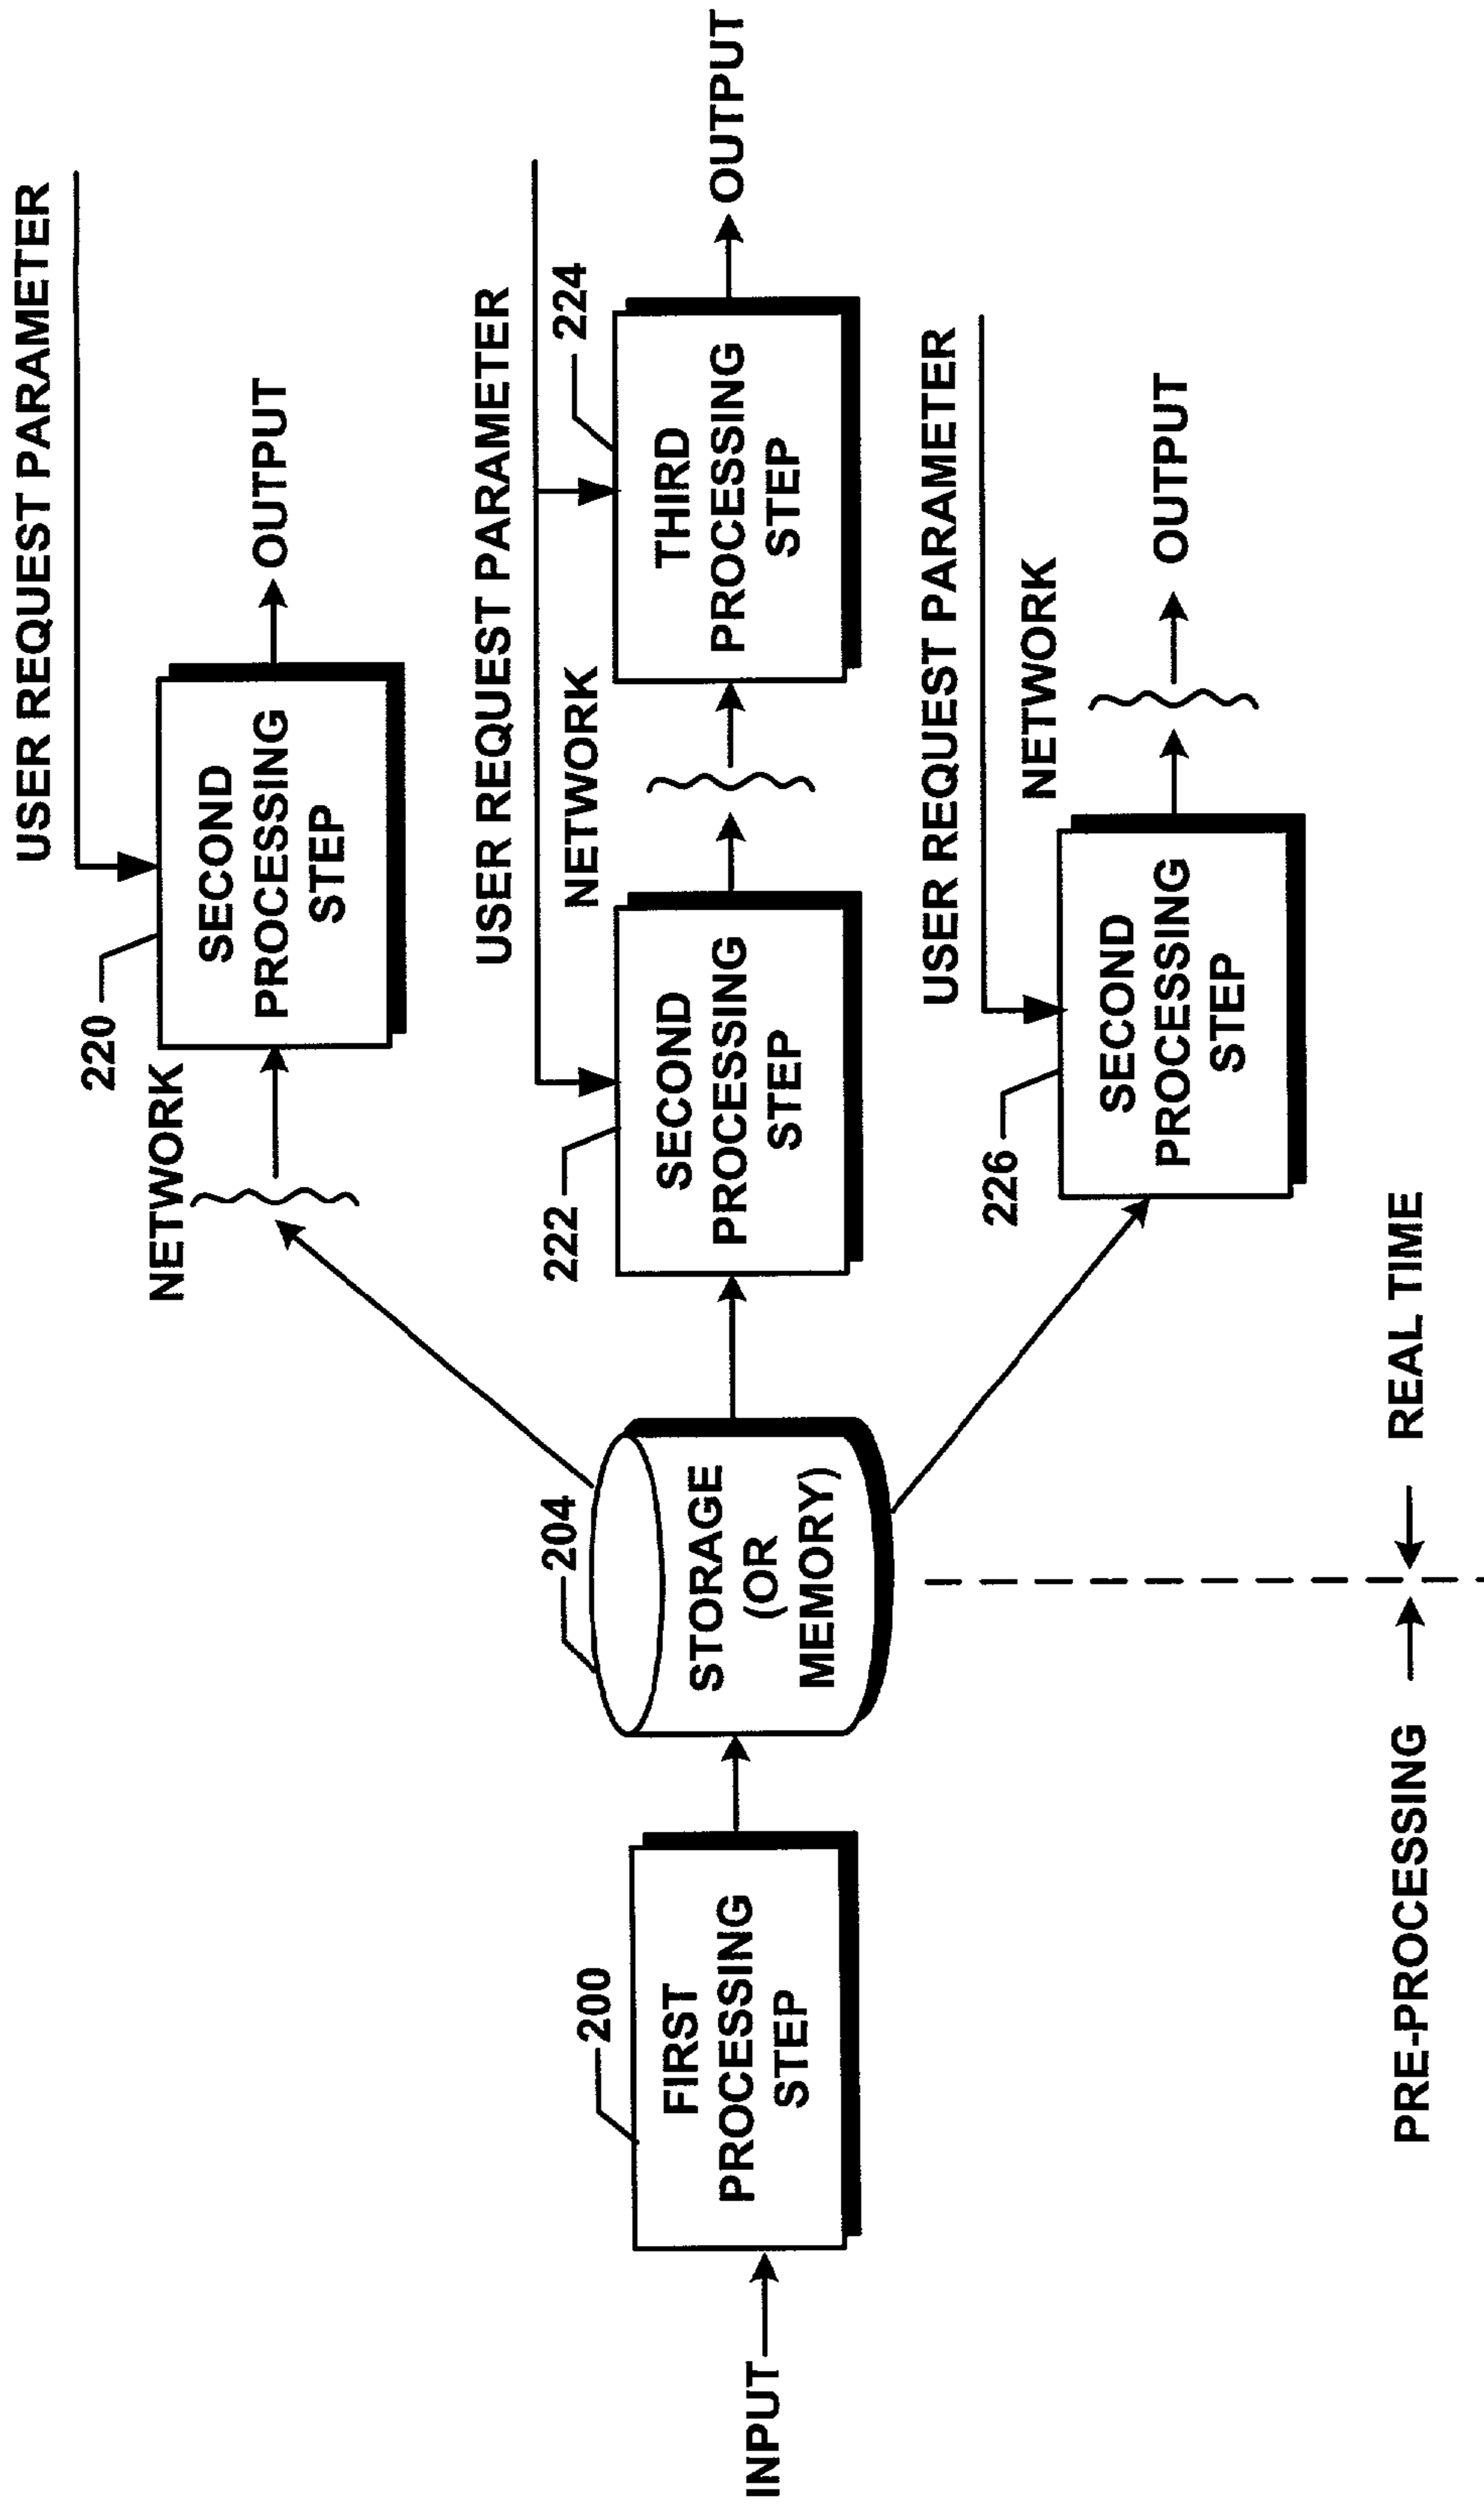 USER REQUEST PARAMETER
220
NETWORK
SECOND
PROCESSING
STEP
OUTPUT
USER REQUEST PARAMETER
222
NETWORK
224
INPUT
200
FIRST
PROCESSING
STEP
204
STORAGE
(OR
MEMORY)
SECOND
PROCESSING
STEP
THIRD
PROCESSING
STEP
OUTPUT
USER REQUEST PARAMETER
226
NETWORK
SECOND
PROCESSING
STEP
OUTPUT
PRE-PROCESSING
REAL TIME